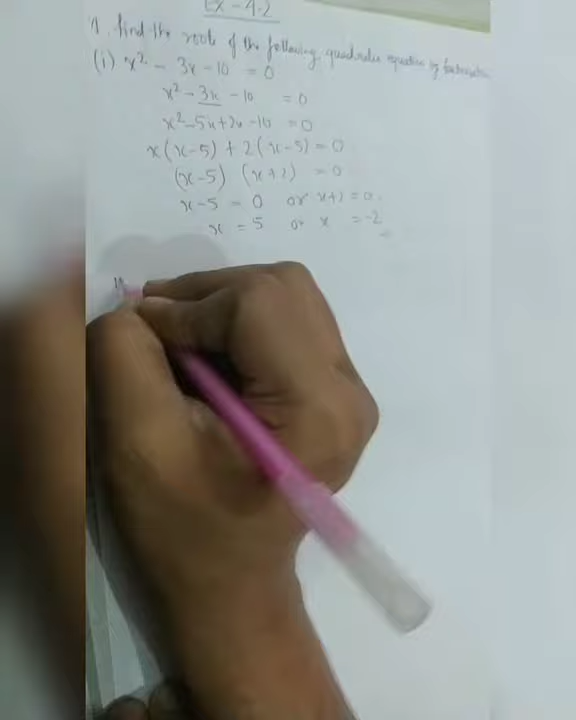 Ex - 4.2
1. find the roots of the following quadratic equation by factorisation
(i) x² - 3x - 10 = 0
x² - 3x - 10 = 0
x² - 5x + 2x - 10 = 0
x(x-5) + 2(x-5) = 0
(x-5) (x+2) = 0
x-5 = 0 or x+2 = 0.
x = 5 or x = -2